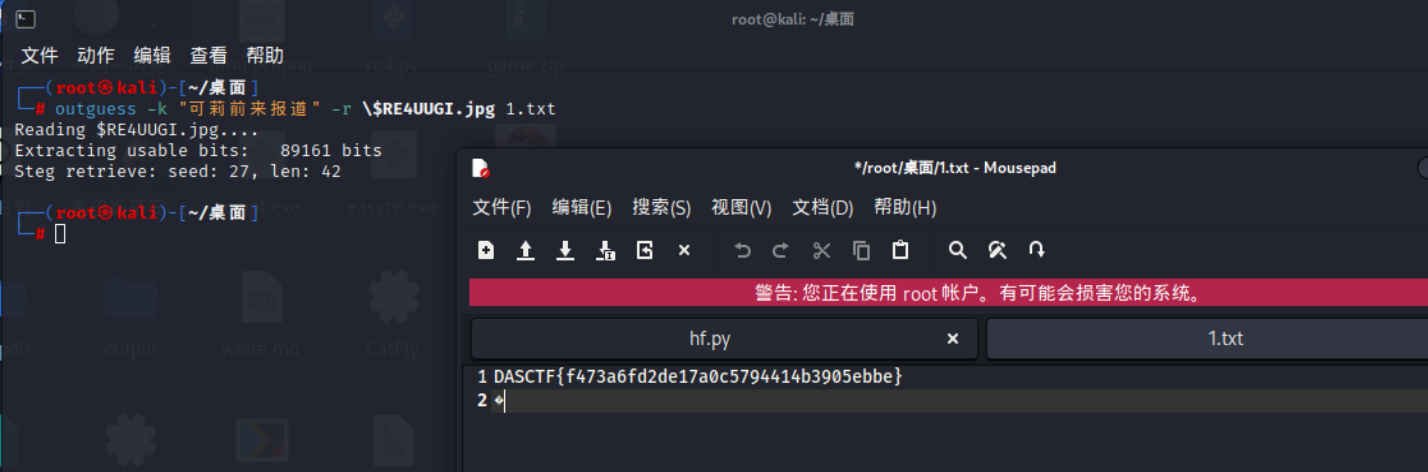 root@kali: ~/桌面
文件 动作 编辑 查看 帮助
rc4.py
game.zip
┌──(root㉿kali)-[~/桌面]
└─# outguess -k "可莉前来报道" -r \$RE4UUGI.jpg 1.txt
Reading $RE4UUGI.jpg....
Extracting usable bits: 89161 bits
Steg retrieve: seed: 27, len: 42
easyre.exe
┌──(root㉿kali)-[~/桌面]
└─#
output
white.md
CatFly
*/root/桌面/1.txt - Mousepad
文件(F) 编辑(E) 搜索(S) 视图(V) 文档(D) 帮助(H)
警告: 您正在使用 root 帐户。有可能会损害您的系统。
hf.py
1.txt
1 DASCTF{f473a6fd2de17a0c5794414b3905ebbe}
2 �